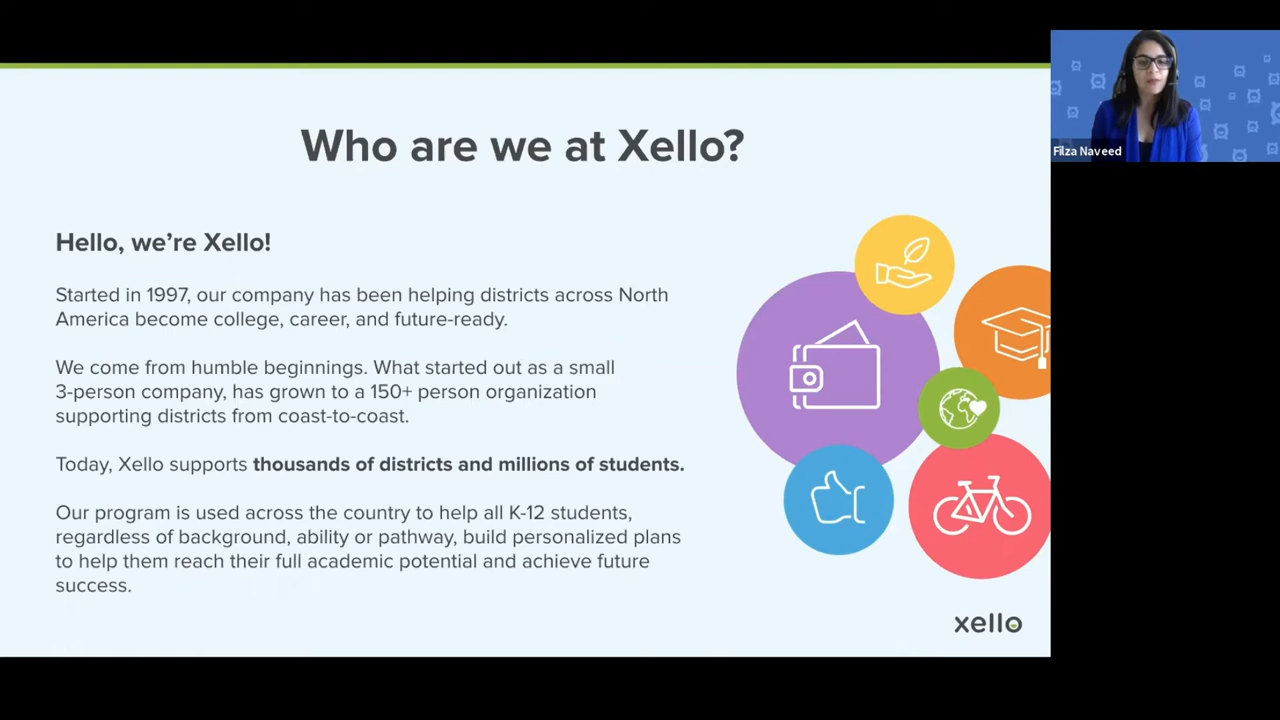 Who are we at Xello?
Filza Naveed
Hello, we're Xello!
Started in 1997, our company has been helping districts across North
America become college, career, and future-ready.
We come from humble beginnings. What started out as a small
3-person company, has grown to a 150+ person organization
supporting districts from coast-to-coast.
Today, Xello supports thousands of districts and millions of students.
Our program is used across the country to help all K-12 students,
regardless of background, ability or pathway, build personalized plans
to help them reach their full academic potential and achieve future
success.
xello